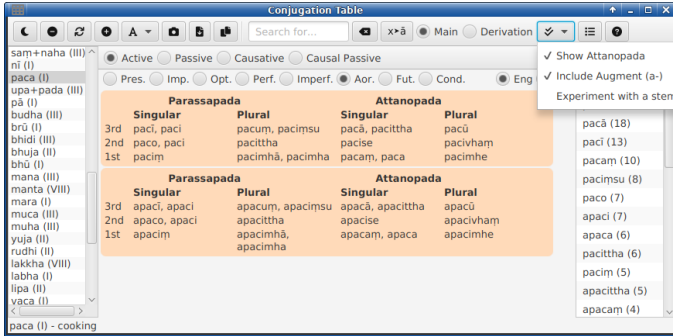 Conjugation Table
A Search for... x➤ā Main Derivation
✓ Show Attanopada
✓ Include Augment (a-)
Experiment with a stem
saṃ+naha (III)
nī (I)
paca (I)
upa+pada (III)
pā (I)
budha (III)
brū (I)
bhidi (III)
bhuja (II)
bhū (I)
mana (III)
manta (VIII)
mara (I)
muca (III)
muha (III)
yuja (II)
rudhi (II)
lakkha (VIII)
labha (I)
lipa (II)
vaca (I)
Active Passive Causative Causal Passive
Pres. Imp. Opt. Perf. Imperf. Aor. Fut. Cond. Eng
Parassapada Attanopada
Singular Plural Singular Plural
3rd pacī, paci pacuṃ, paciṃsu pacā, pacittha pacū
2nd paco, paci pacittha pacise pacivhaṃ
1st paciṃ pacimhā, pacimha pacaṃ, paca pacimhe
Parassapada Attanopada
Singular Plural Singular Plural
3rd apacī, apaci apacuṃ, apaciṃsu apacā, apacittha apacū
2nd apaco, apaci apacittha apacise apacivhaṃ
1st apaciṃ apacimhā, apacaṃ, apaca apacimhe
apacimha
pacā (18)
pacī (13)
pacaṃ (10)
paciṃsu (8)
paco (7)
apaci (7)
apaca (6)
pacittha (6)
paciṃ (5)
apacittha (5)
apacaṃ (4)
paca (I) - cooking